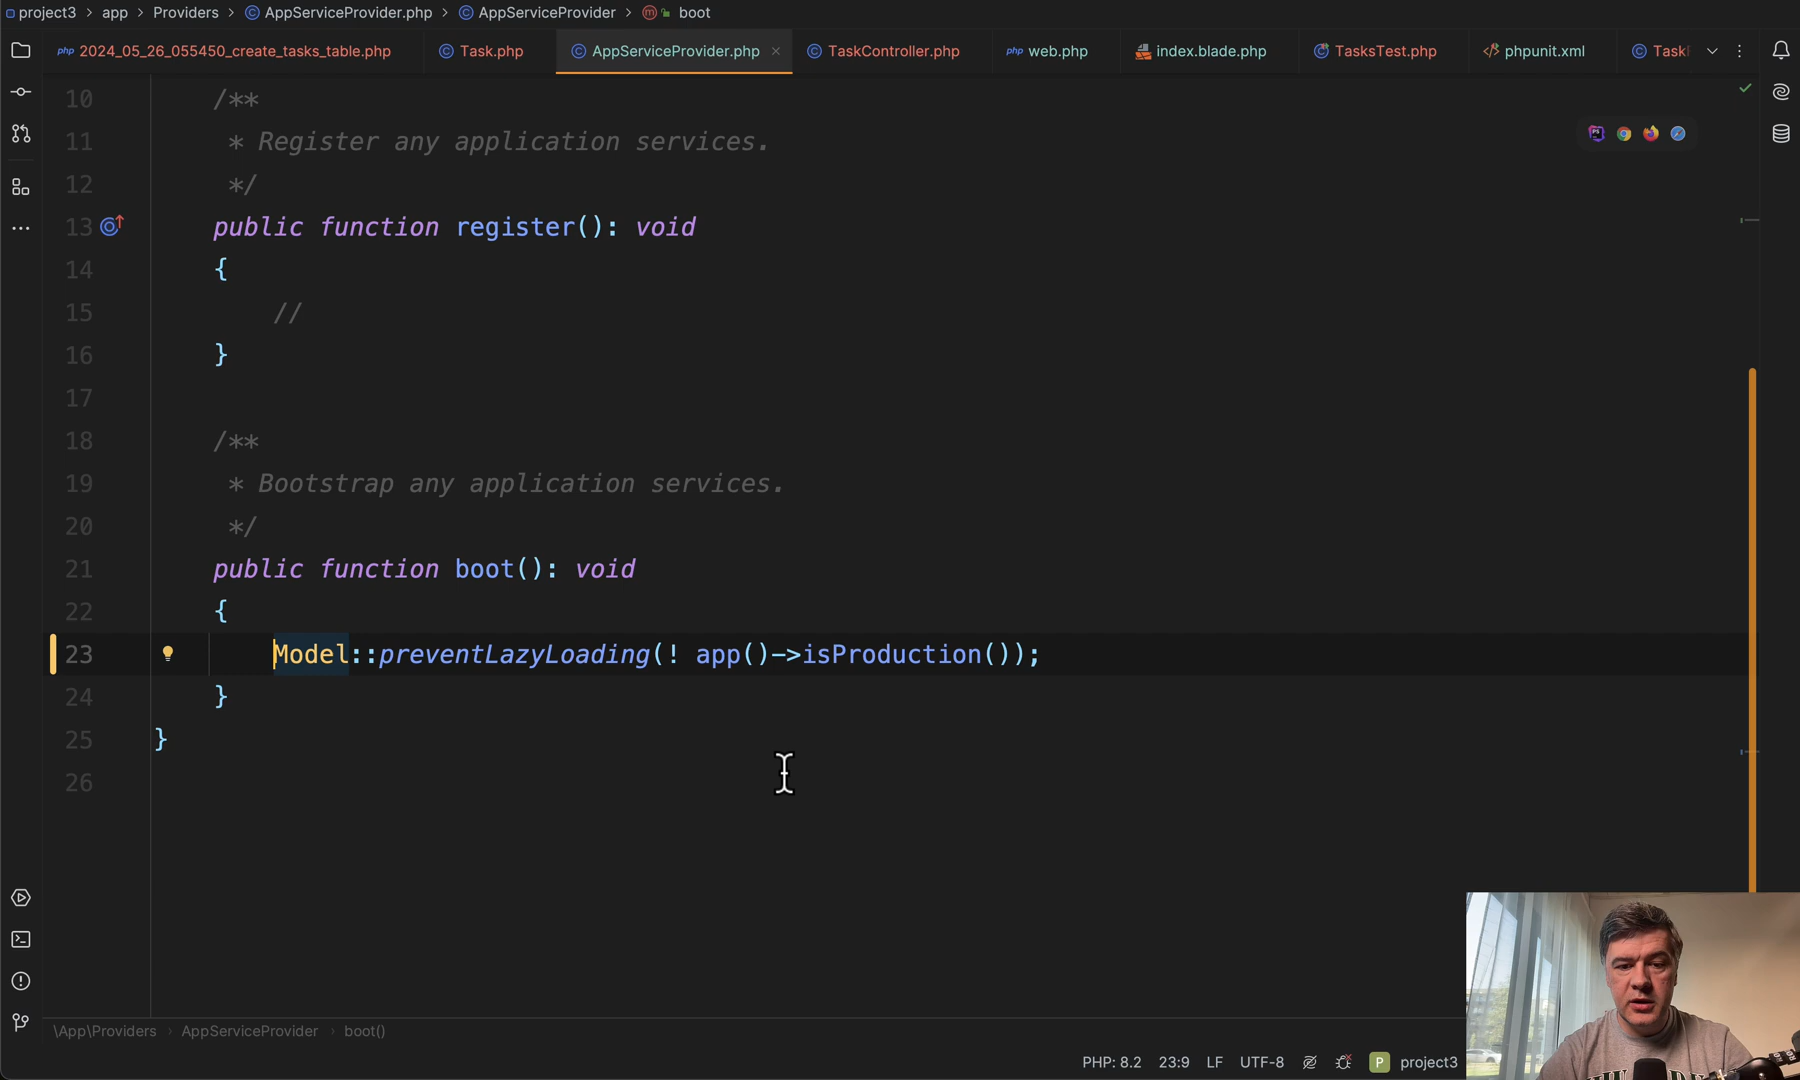 project3 > app > Providers > AppServiceProvider.php > AppServiceProvider > boot
2024_05_26_055450_create_tasks_table.php Task.php AppServiceProvider.php TaskController.php web.php index.blade.php TasksTest.php phpunit.xml Task
10 /**
11 * Register any application services.
12 */
13 public function register(): void
14 {
15 //
16 }
17
18 /**
19 * Bootstrap any application services.
20 */
21 public function boot(): void
22 {
23 Model::preventLazyLoading(! app()->isProduction());
24 }
25 }
26
\App\Providers > AppServiceProvider > boot()
PHP: 8.2 23:9 LF UTF-8 P project3